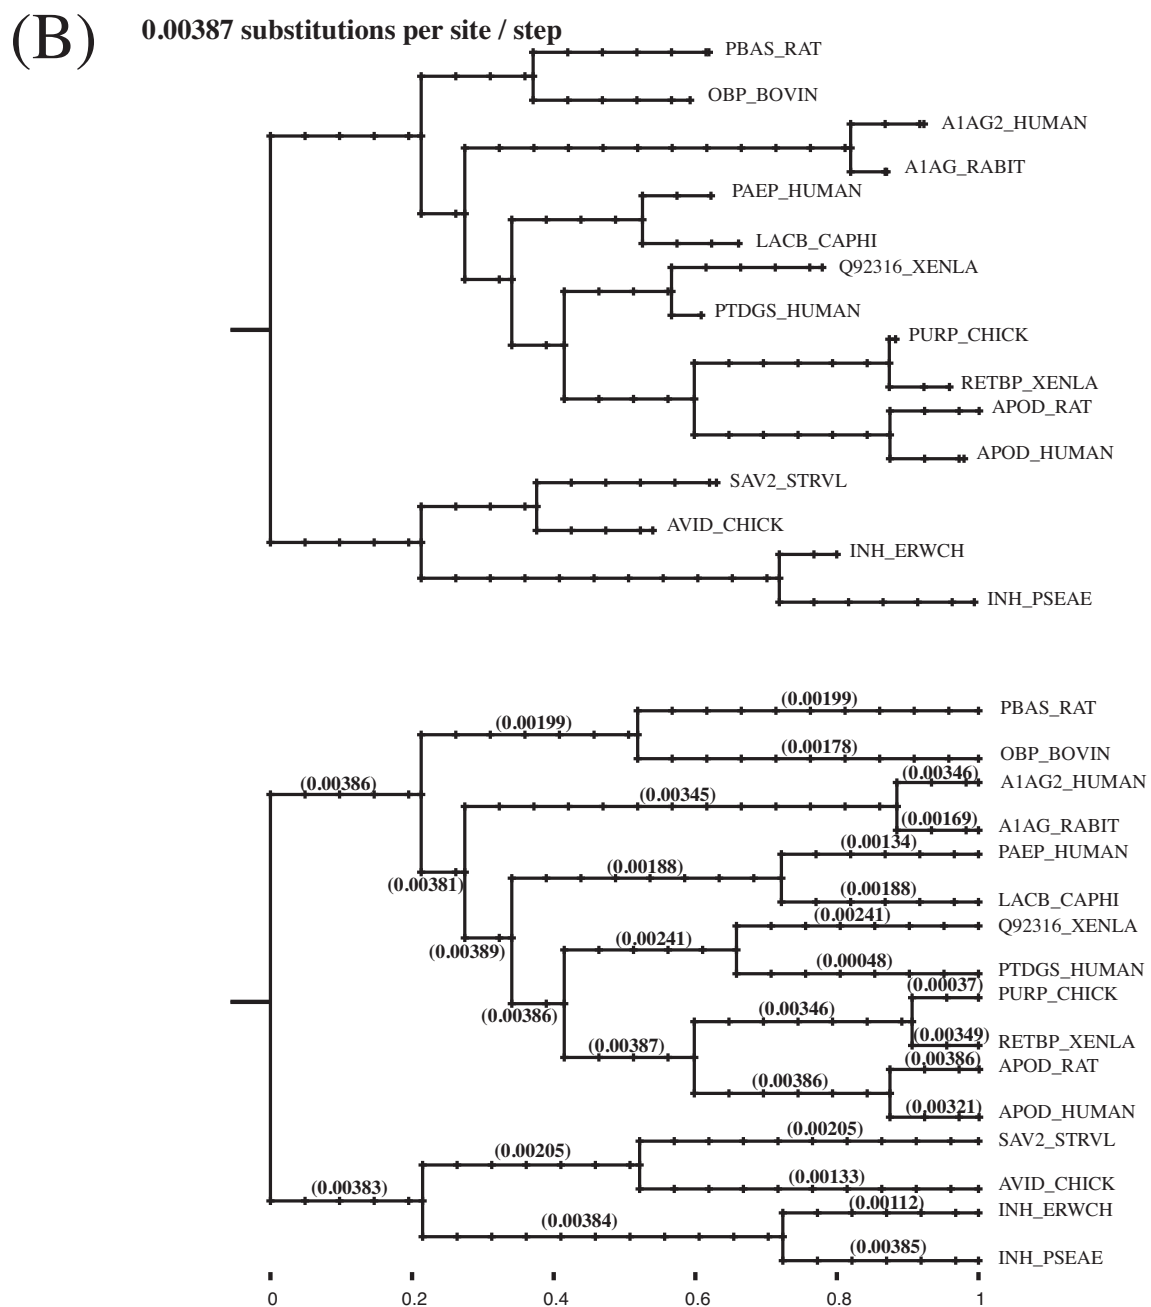 (B) 0.00387 substitutions per site / step
PBAS_RAT
OBP_BOVIN
A1AG2_HUMAN
A1AG_RABIT
PAEP_HUMAN
LACB_CAPHI
Q92316_XENLA
PTDGS_HUMAN
PURP_CHICK
RETBP_XENLA
APOD_RAT
APOD_HUMAN
SAV2_STRVL
AVID_CHICK
INH_ERWCH
INH_PSEAE
(0.00199) PBAS_RAT
(0.00199)
(0.00178) OBP_BOVIN
(0.00346) A1AG2_HUMAN
(0.00386)
(0.00345)
(0.00169) A1AG_RABIT
(0.00134) PAEP_HUMAN
(0.00188)
(0.00381)
(0.00188) LACB_CAPHI
(0.00241) Q92316_XENLA
(0.00241)
(0.00389)
(0.00048) PTDGS_HUMAN
(0.00037) PURP_CHICK
(0.00346)
(0.00386)
(0.00349) RETBP_XENLA
(0.00387)
(0.00386) APOD_RAT
(0.00386)
(0.00321) APOD_HUMAN
(0.00205) SAV2_STRVL
(0.00205)
(0.00133) AVID_CHICK
(0.00383)
(0.00112) INH_ERWCH
(0.00384)
(0.00385) INH_PSEAE
0 0.2 0.4 0.6 0.8 1